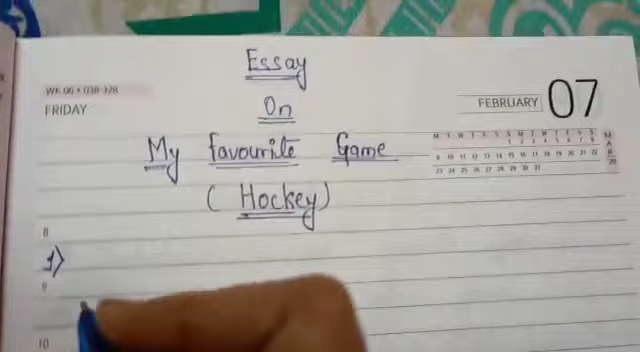 Essay
On
My Favourite Game
(Hockey)
WK 06 • 038-328
FRIDAY
FEBRUARY 07
8
1)
9
10